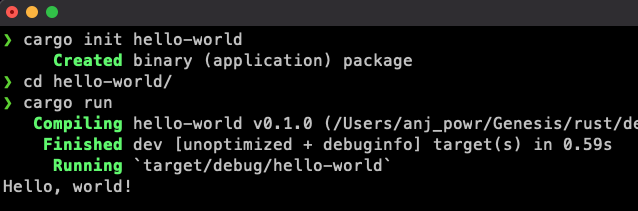 ❯ cargo init hello-world
Created binary (application) package
❯ cd hello-world/
❯ cargo run
Compiling hello-world v0.1.0 (/Users/anj_powr/Genesis/rust/de
Finished dev [unoptimized + debuginfo] target(s) in 0.59s
Running `target/debug/hello-world`
Hello, world!